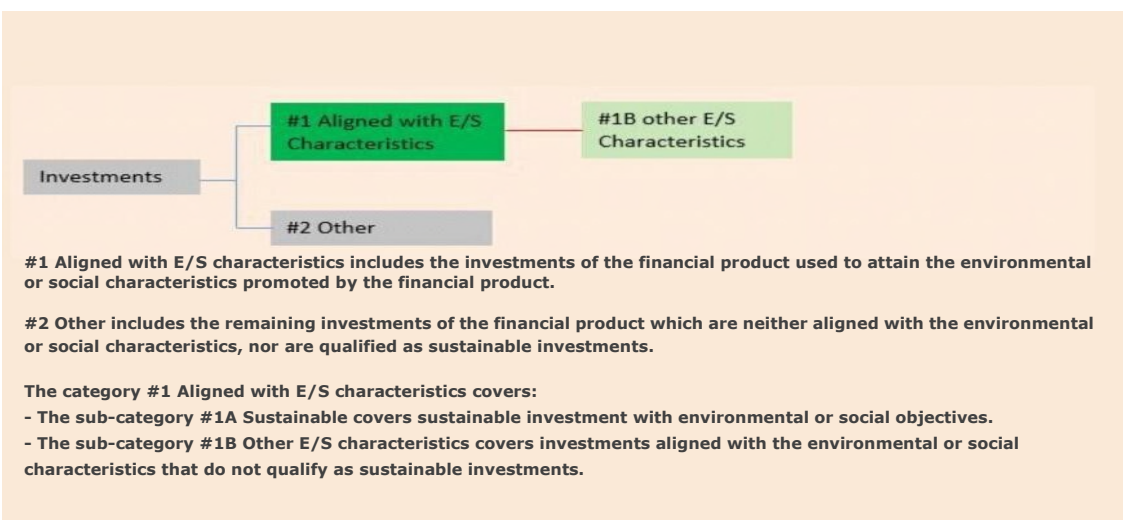 #1 Aligned with E/S
Characteristics
#1B other E/S
Characteristics
Investments
#2 Other
#1 Aligned with E/S characteristics includes the investments of the financial product used to attain the environmental
or social characteristics promoted by the financial product.
#2 Other includes the remaining investments of the financial product which are neither aligned with the environmental
or social characteristics, nor are qualified as sustainable investments.
The category #1 Aligned with E/S characteristics covers:
- The sub-category #1A Sustainable covers sustainable investment with environmental or social objectives.
- The sub-category #1B Other E/S characteristics covers investments aligned with the environmental or social
characteristics that do not qualify as sustainable investments.